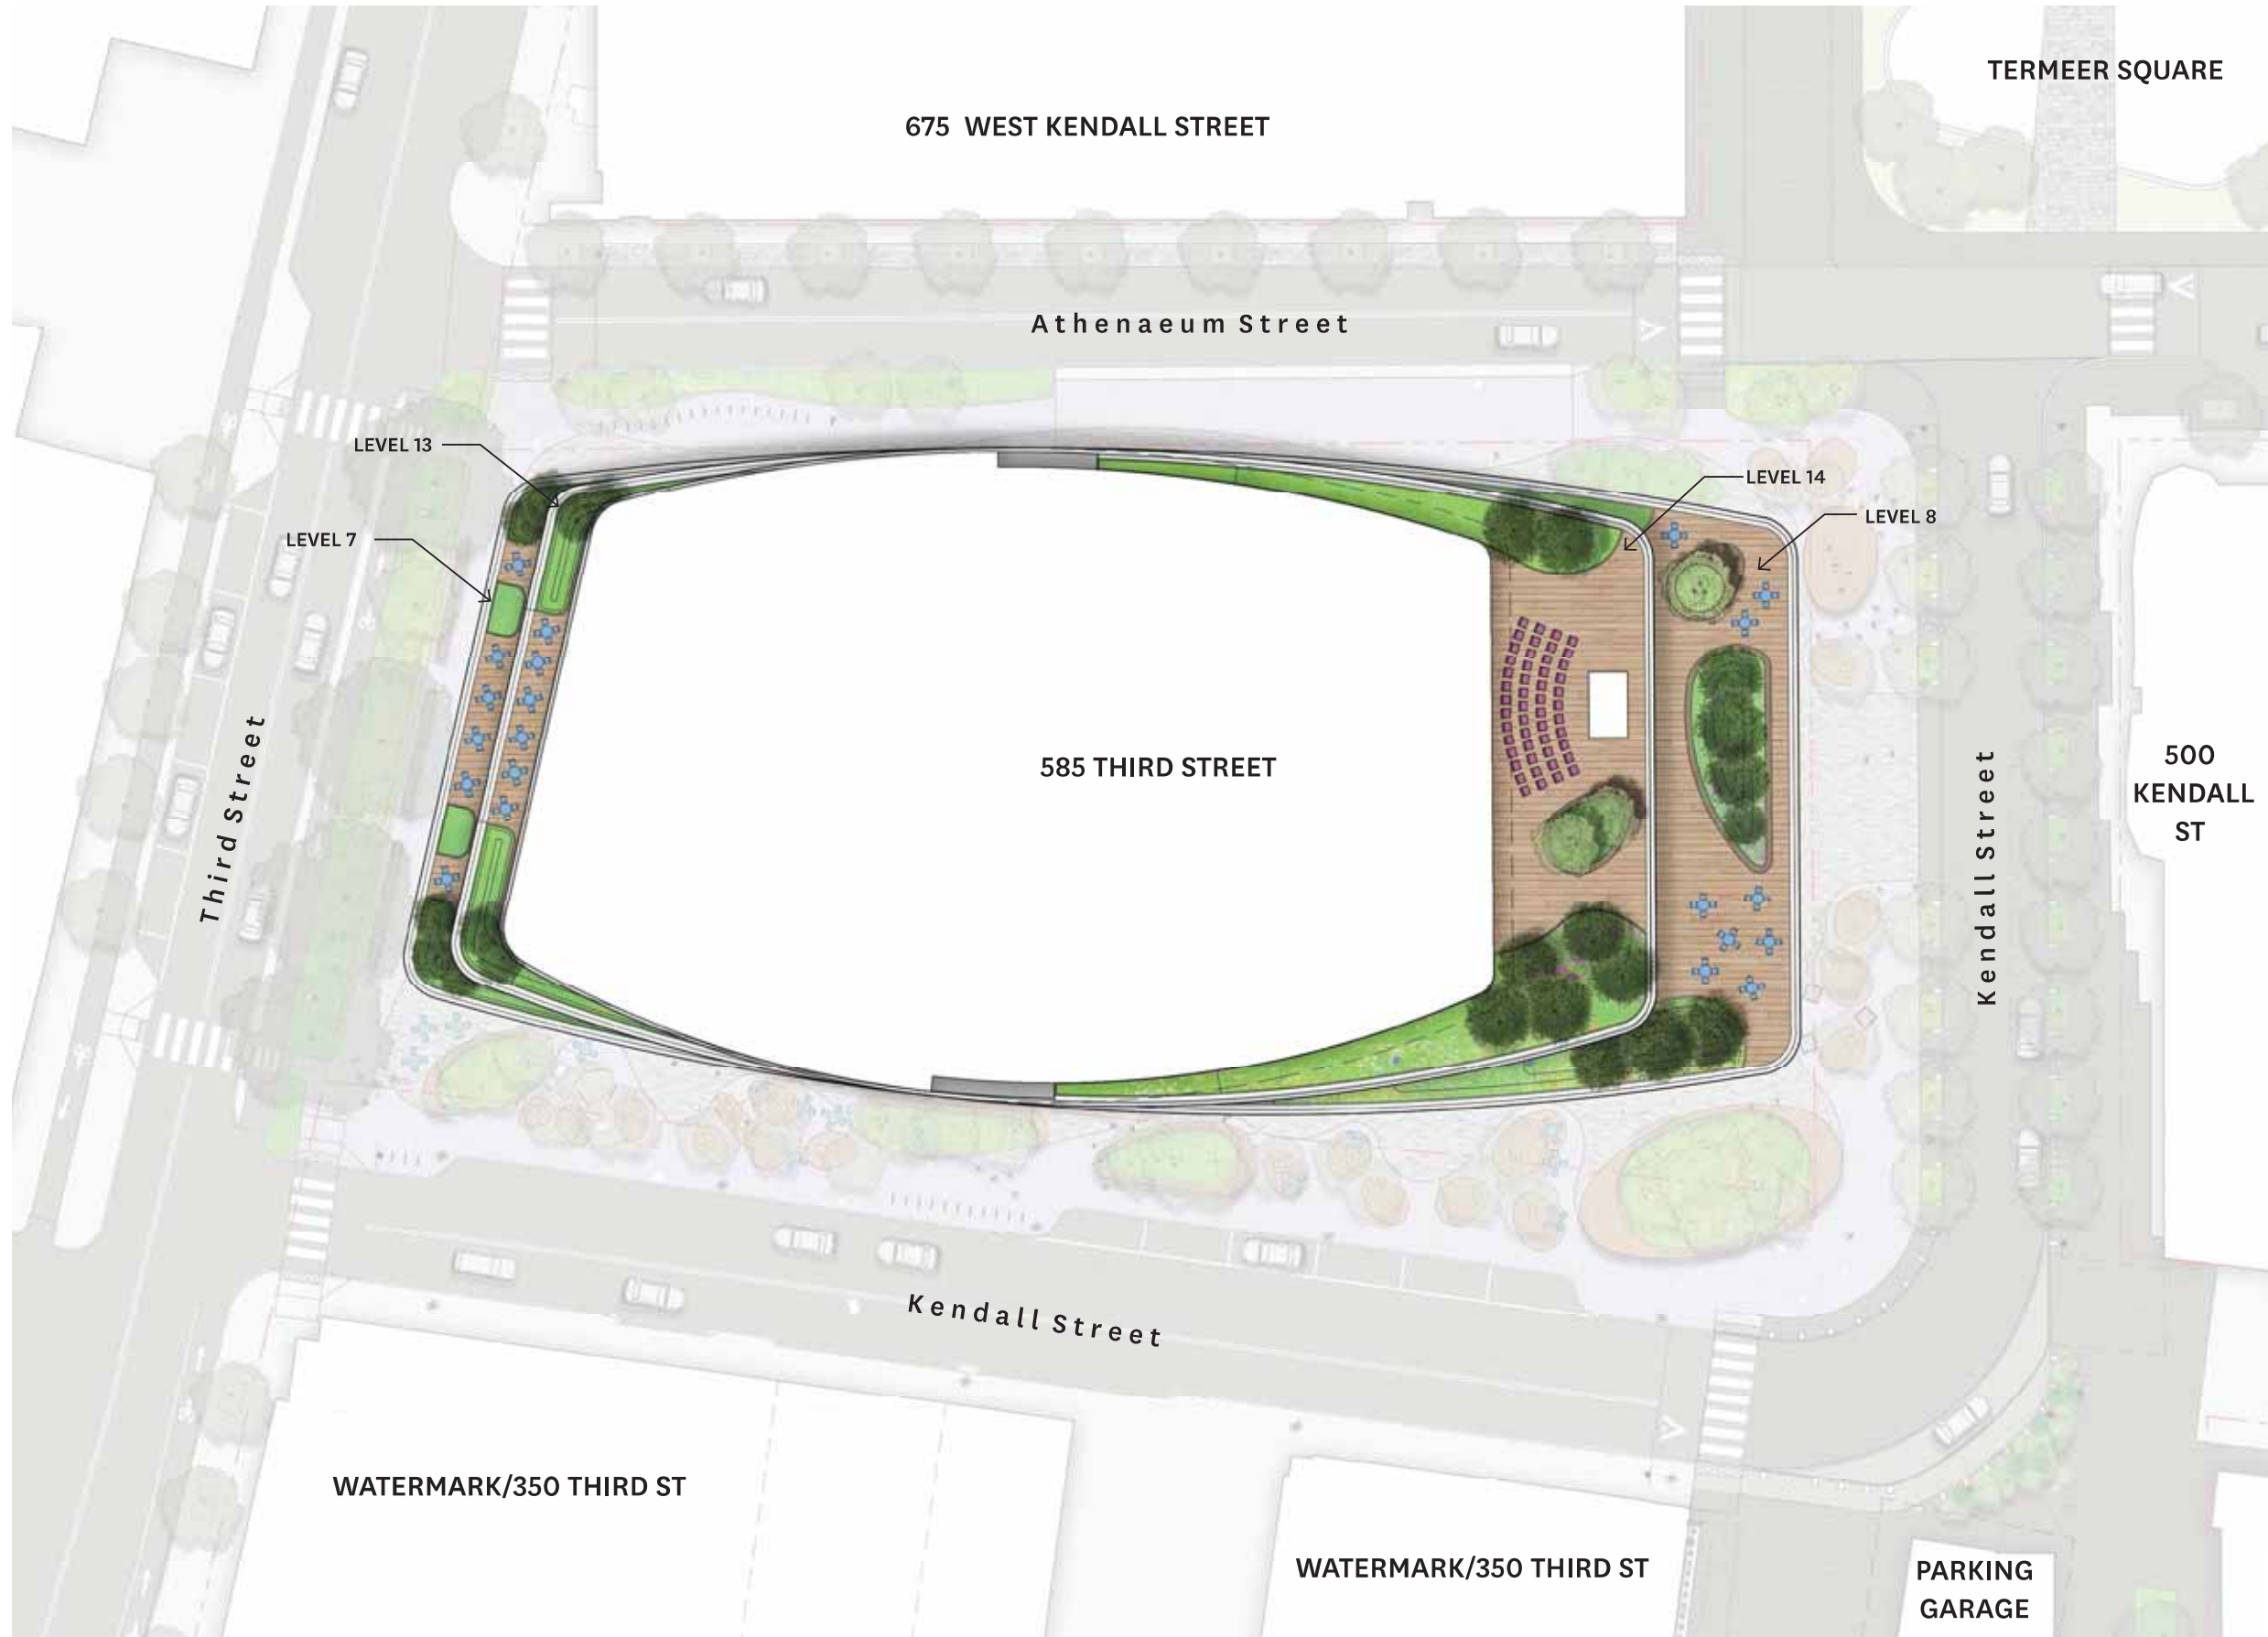 TERMEER SQUARE
675 WEST KENDALL STREET
Athenaeum Street
LEVEL 13
LEVEL 14
LEVEL 8
LEVEL 7
585 THIRD STREET
Third Street
Kendall Street
500
KENDALL
ST
Kendall Street
WATERMARK/350 THIRD ST
WATERMARK/350 THIRD ST
PARKING
GARAGE